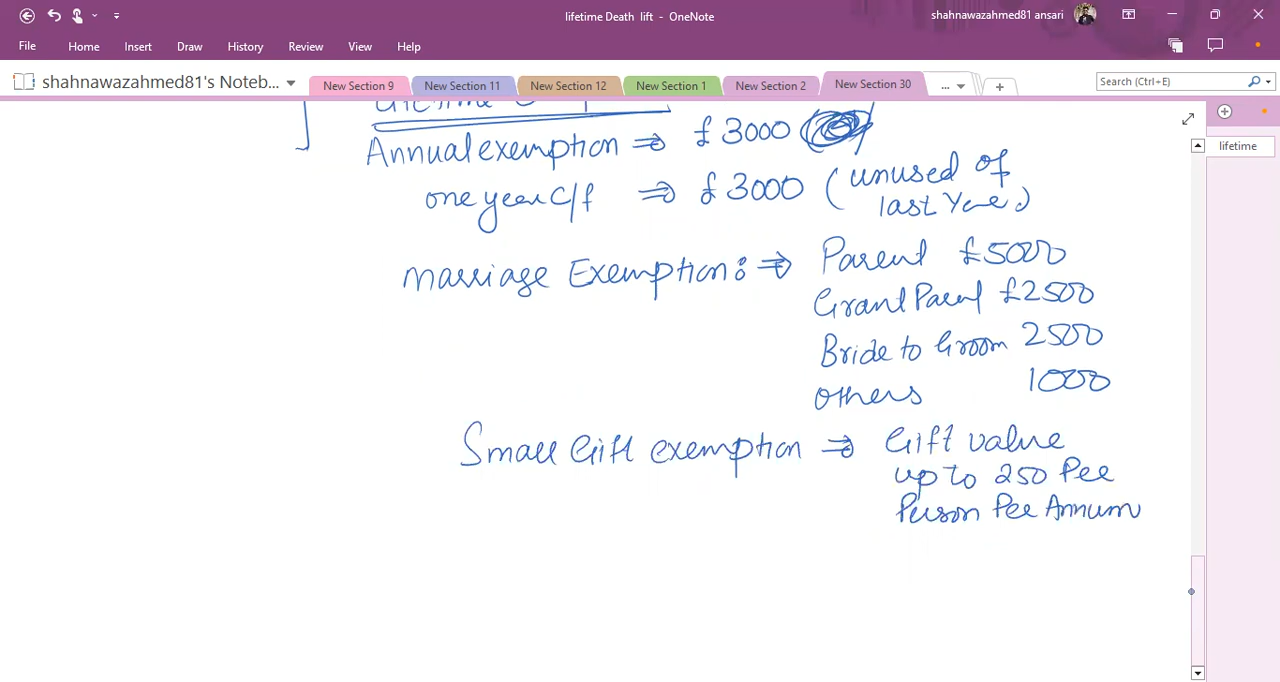 lifetime Death lift - OneNote
shahnawazahmed81 ansari
File Home Insert Draw History Review View Help
shahnawazahmed81's Noteb... New Section 9 New Section 11 New Section 12 New Section 1 New Section 2 New Section 30 ... + Search (Ctrl+E)
lifetime
Annual exemption ⇒ £3000
one year C/f ⇒ £3000 (unused of
last Year)
Marriage Exemption: ⇒ Parent £5000
Grand Parent £2500
Bride to Groom 2500
others 1000
Small Gift exemption ⇒ Gift value
up to 250 Per
Person Per Annum